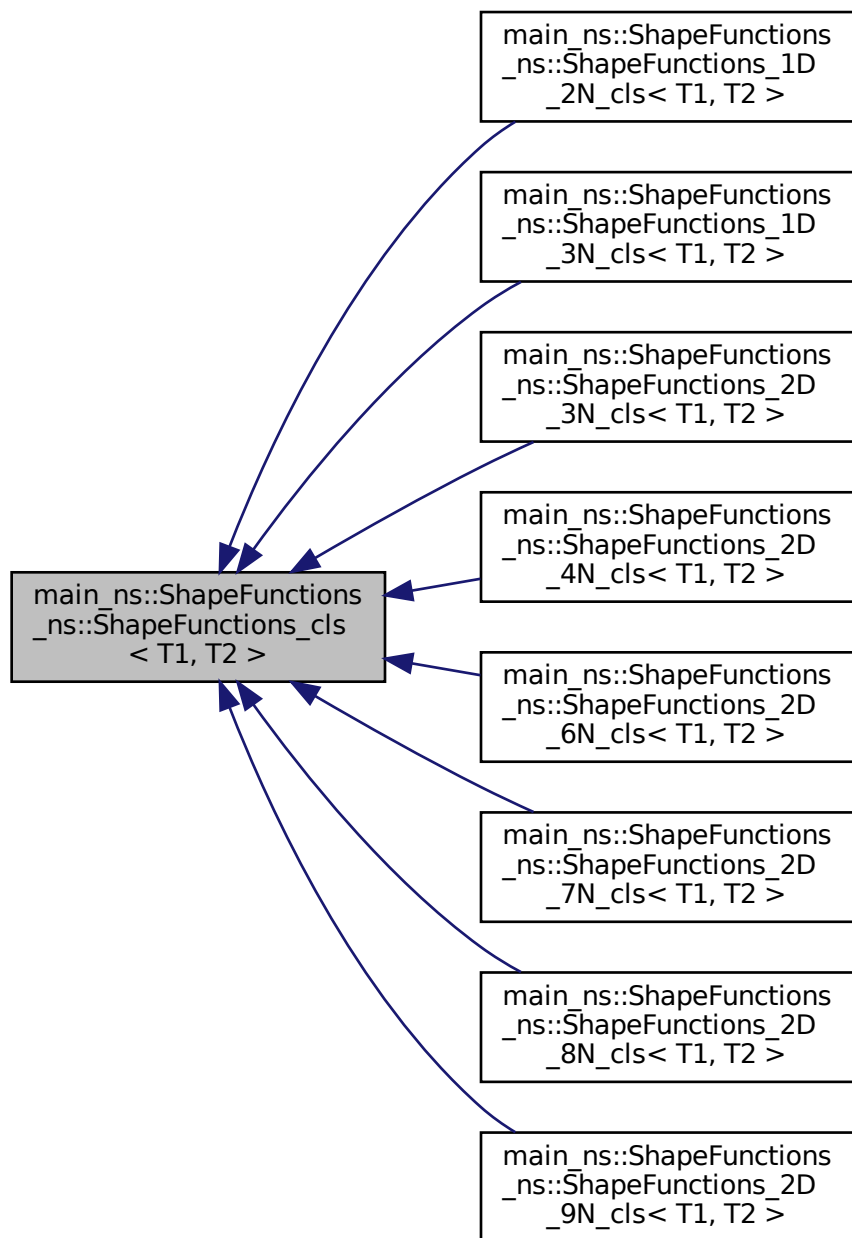 main_ns::ShapeFunctions
_ns::ShapeFunctions_1D
_2N_cls< T1, T2 >
main_ns::ShapeFunctions
_ns::ShapeFunctions_1D
_3N_cls< T1, T2 >
main_ns::ShapeFunctions
_ns::ShapeFunctions_2D
_3N_cls< T1, T2 >
main_ns::ShapeFunctions
_ns::ShapeFunctions_2D
_4N_cls< T1, T2 >
main_ns::ShapeFunctions
_ns::ShapeFunctions_cls
< T1, T2 >
main_ns::ShapeFunctions
_ns::ShapeFunctions_2D
_6N_cls< T1, T2 >
main_ns::ShapeFunctions
_ns::ShapeFunctions_2D
_7N_cls< T1, T2 >
main_ns::ShapeFunctions
_ns::ShapeFunctions_2D
_8N_cls< T1, T2 >
main_ns::ShapeFunctions
_ns::ShapeFunctions_2D
_9N_cls< T1, T2 >